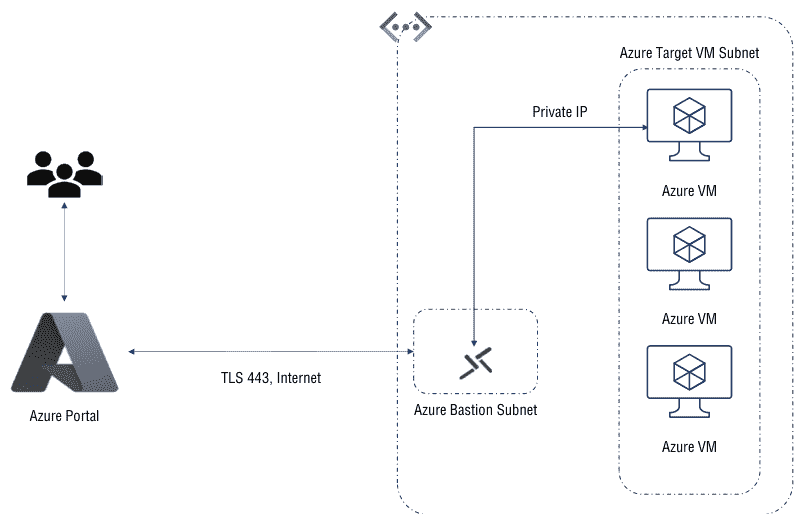 Azure Target VM Subnet
Private IP
Azure VM
Azure VM
TLS 443, Internet
Azure Portal
Azure Bastion Subnet
Azure VM